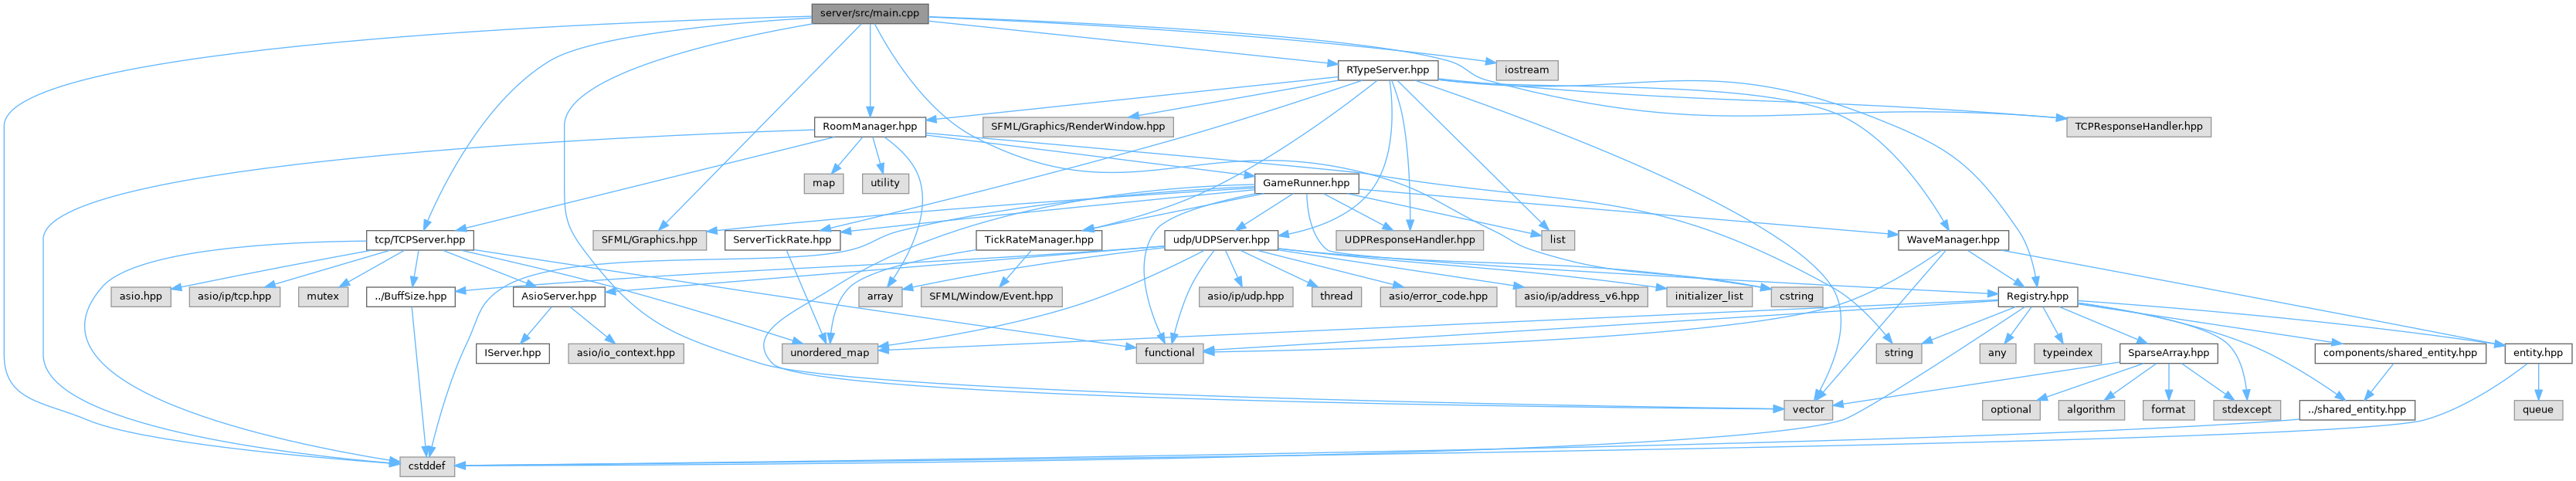 server/src/main.cpp
RTypeServer.hpp
iostream
RoomManager.hpp
SFML/Graphics/RenderWindow.hpp
TCPResponseHandler.hpp
map
utility
GameRunner.hpp
tcp/TCPServer.hpp
SFML/Graphics.hpp
ServerTickRate.hpp
TickRateManager.hpp
udp/UDPServer.hpp
UDPResponseHandler.hpp
list
WaveManager.hpp
asio.hpp
asio/ip/tcp.hpp
mutex
../BuffSize.hpp
AsioServer.hpp
array
SFML/Window/Event.hpp
asio/ip/udp.hpp
thread
asio/error_code.hpp
asio/ip/address_v6.hpp
initializer_list
cstring
Registry.hpp
IServer.hpp
asio/io_context.hpp
unordered_map
functional
string
any
typeindex
SparseArray.hpp
components/shared_entity.hpp
entity.hpp
vector
optional
algorithm
format
stdexcept
../shared_entity.hpp
queue
cstddef